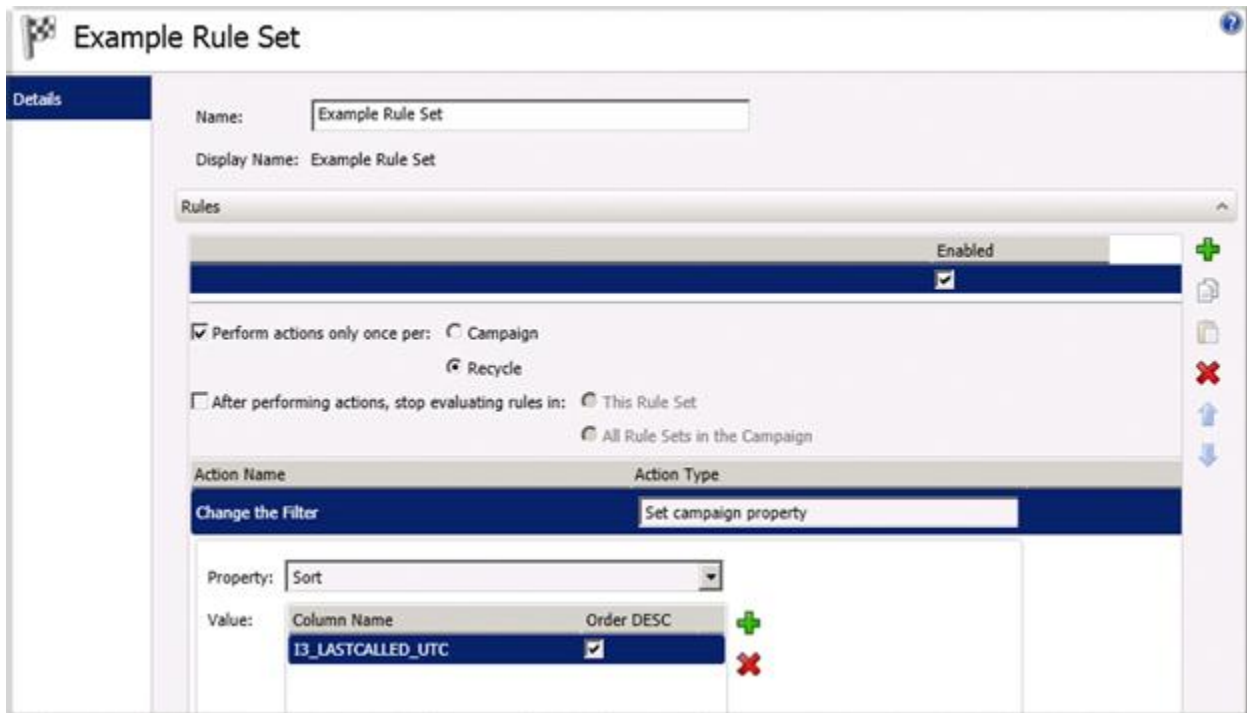 Example Rule Set
Details
Name: Example Rule Set
Display Name: Example Rule Set
Rules
Enabled
Perform actions only once per: Campaign
Recycle
After performing actions, stop evaluating rules in: This Rule Set
All Rule Sets in the Campaign
Action Name Action Type
Change the Filter Set campaign property
Property: Sort
Value: Column Name Order DESC
I3_LASTCALLED_UTC